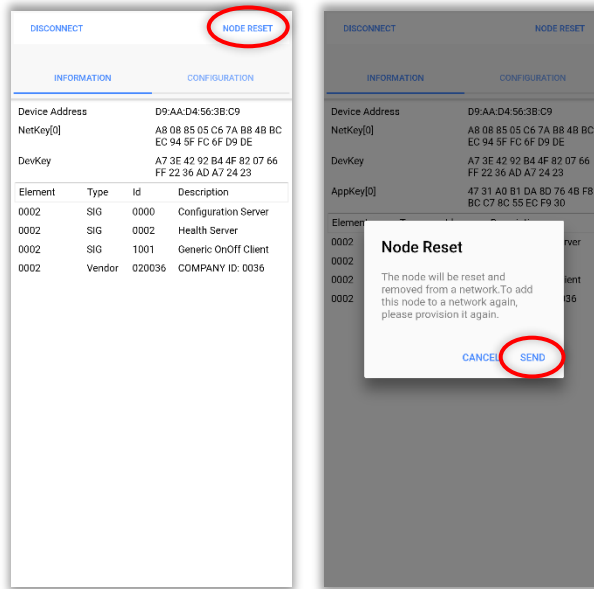 DISCONNECT NODE RESET
INFORMATION CONFIGURATION
Device Address D9:AA:D4:56:3B:C9
NetKey[0] A8 08 85 05 C6 7A B8 4B BC
EC 94 5F FC 6F D9 DE
DevKey A7 3E 42 92 B4 4F 82 07 66
FF 22 36 AD A7 24 23
Element Type Id Description
0002 SIG 0000 Configuration Server
0002 SIG 0002 Health Server
0002 SIG 1001 Generic OnOff Client
0002 Vendor 020036 COMPANY ID: 0036
DISCONNECT NODE RESET
INFORMATION CONFIGURATION
Device Address D9:AA:D4:56:3B:C9
NetKey[0] A8 08 85 05 C6 7A B8 4B BC
EC 94 5F FC 6F D9 DE
DevKey A7 3E 42 92 B4 4F 82 07 66
FF 22 36 AD A7 24 23
AppKey[0] 47 31 A0 B1 DA 8D 76 4B F8
BC C7 8C 55 EC F9 30
0002
0002
0002
0002
Node Reset
The node will be reset and
removed from a network.To add
this node to a network again,
please provision it again.
CANCEL SEND